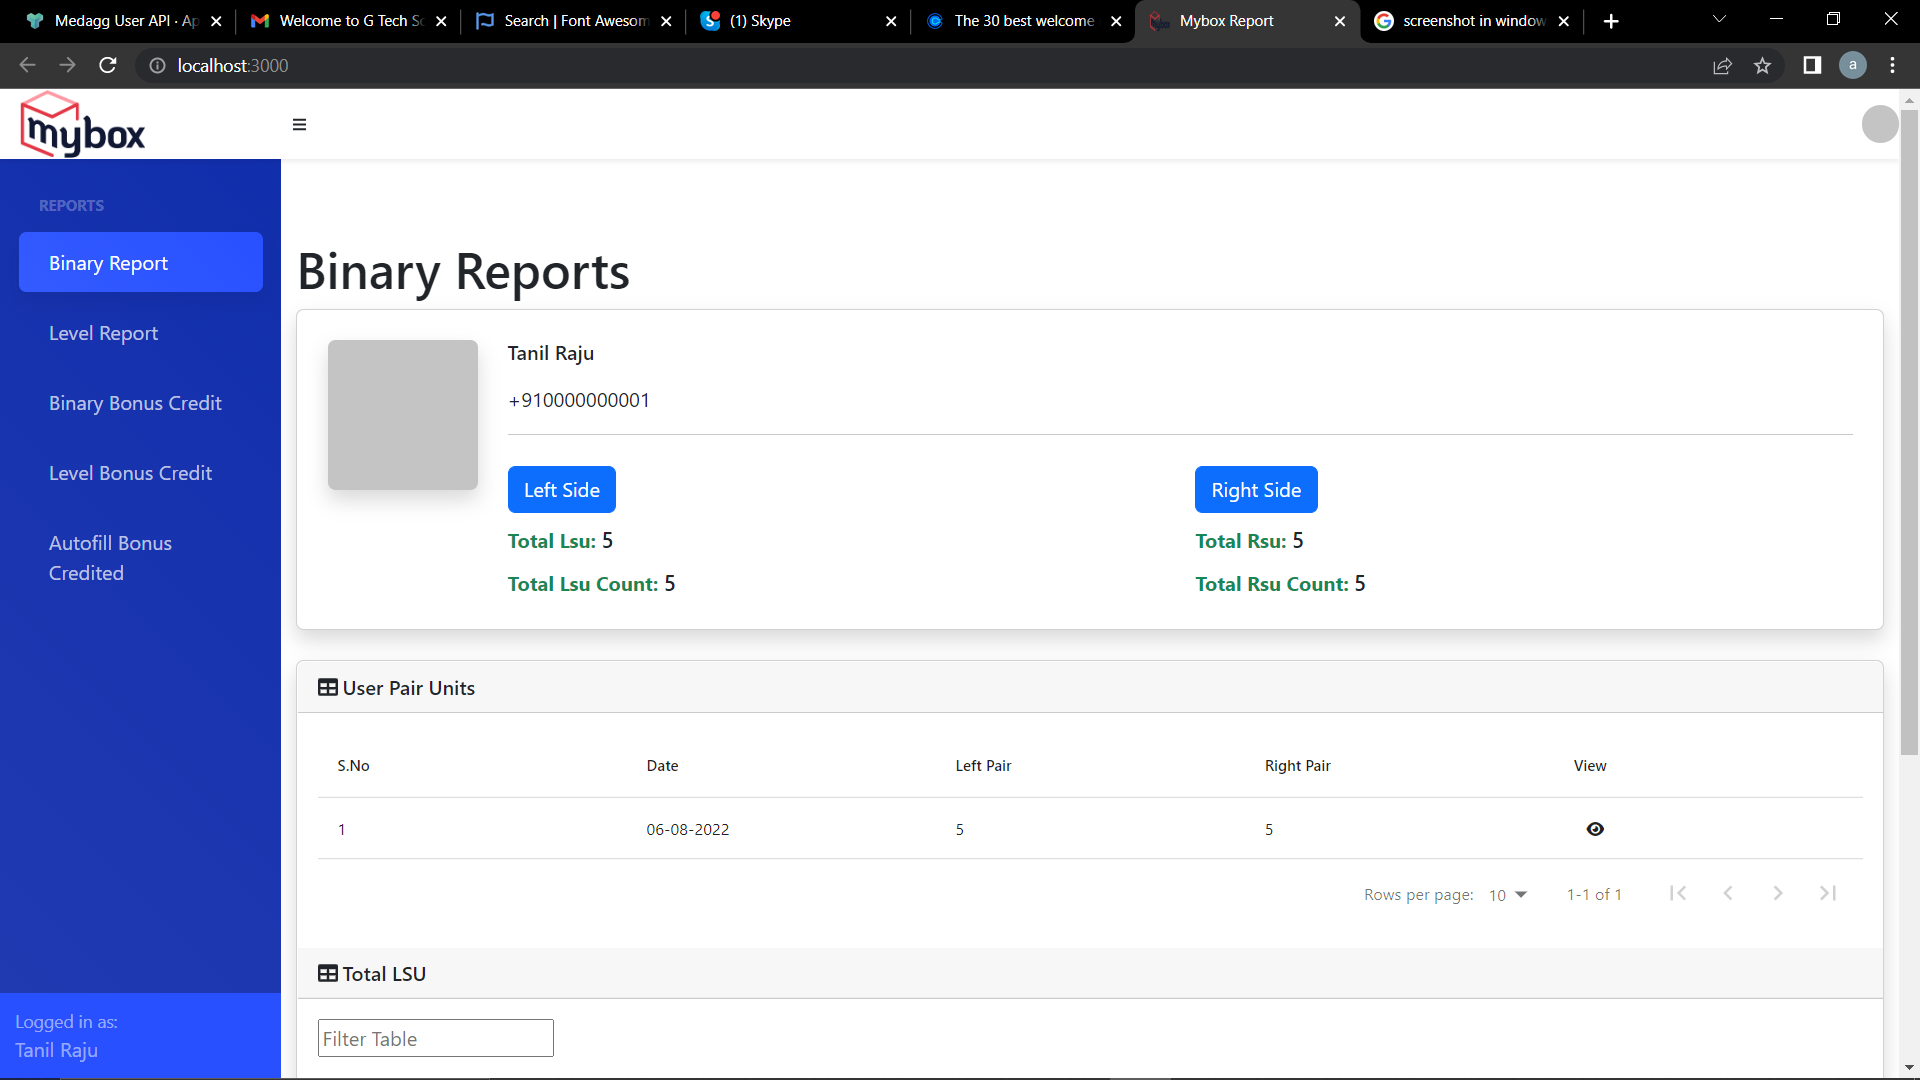 Medagg User API · Ap
Welcome to G Tech So
Search | Font Awesom
(1) Skype
The 30 best welcome
Mybox Report
screenshot in window
localhost:3000
a
mybox
REPORTS
Binary Report
Level Report
Binary Bonus Credit
Level Bonus Credit
Autofill Bonus
Credited
Logged in as:
Tanil Raju
Binary Reports
Tanil Raju
+910000000001
Left Side
Right Side
Total Lsu: 5
Total Rsu: 5
Total Lsu Count: 5
Total Rsu Count: 5
User Pair Units
S.No Date Left Pair Right Pair View
1 06-08-2022 5 5
Rows per page: 10 1-1 of 1
Total LSU
Filter Table